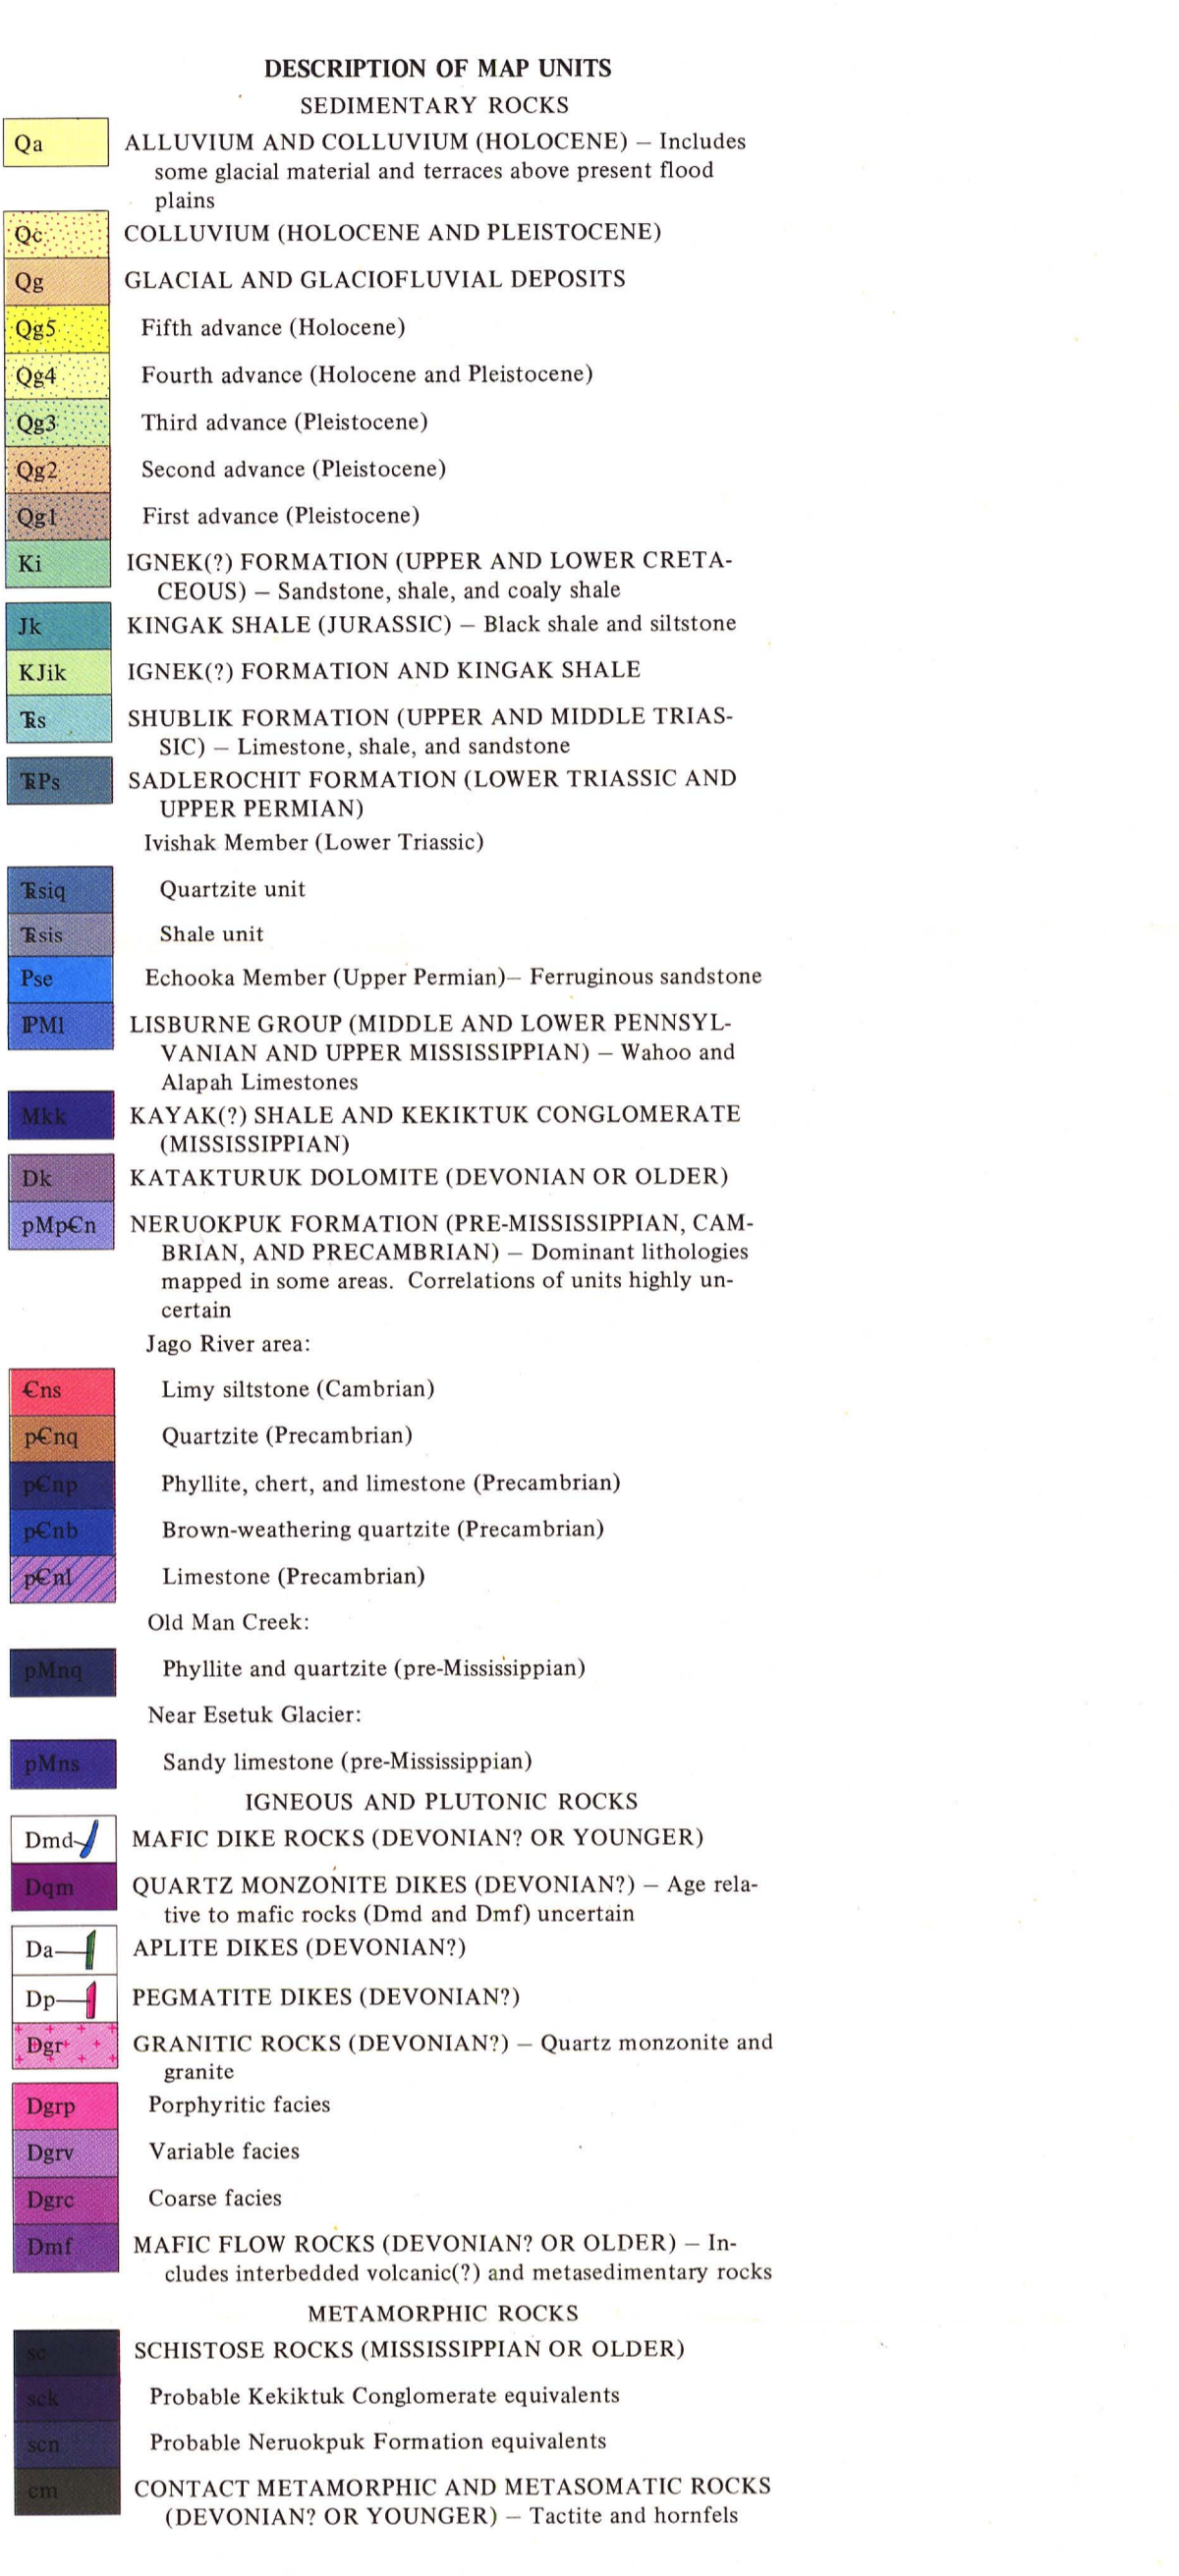 DESCRIPTION OF MAP UNITS
SEDIMENTARY ROCKS
Qa ALLUVIUM AND COLLUVIUM (HOLOCENE) — Includes
some glacial material and terraces above present flood
plains
Qc COLLUVIUM (HOLOCENE AND PLEISTOCENE)
Qg GLACIAL AND GLACIOFLUVIAL DEPOSITS
Qg5 Fifth advance (Holocene)
Qg4 Fourth advance (Holocene and Pleistocene)
Qg3 Third advance (Pleistocene)
Qg2 Second advance (Pleistocene)
Qg1 First advance (Pleistocene)
Ki IGNEK(?) FORMATION (UPPER AND LOWER CRETA-
CEOUS) — Sandstone, shale, and coaly shale
Jk KINGAK SHALE (JURASSIC) — Black shale and siltstone
KJik IGNEK(?) FORMATION AND KINGAK SHALE
TRs SHUBLIK FORMATION (UPPER AND MIDDLE TRIAS-
SIC) — Limestone, shale, and sandstone
TRPs SADLEROCHIT FORMATION (LOWER TRIASSIC AND
UPPER PERMIAN)
Ivishak Member (Lower Triassic)
TRsiq Quartzite unit
TRsis Shale unit
Pse Echooka Member (Upper Permian)— Ferruginous sandstone
IPMl LISBURNE GROUP (MIDDLE AND LOWER PENNSYL-
VANIAN AND UPPER MISSISSIPPIAN) — Wahoo and
Alapah Limestones
Mkk KAYAK(?) SHALE AND KEKIKTUK CONGLOMERATE
(MISSISSIPPIAN)
Dk KATAKTURUK DOLOMITE (DEVONIAN OR OLDER)
pMpЄn NERUOKPUK FORMATION (PRE-MISSISSIPPIAN, CAM-
BRIAN, AND PRECAMBRIAN) — Dominant lithologies
mapped in some areas. Correlations of units highly un-
certain
Jago River area:
Єns Limy siltstone (Cambrian)
pЄnq Quartzite (Precambrian)
pЄnp Phyllite, chert, and limestone (Precambrian)
pЄnb Brown-weathering quartzite (Precambrian)
pЄnl Limestone (Precambrian)
Old Man Creek:
pMnq Phyllite and quartzite (pre-Mississippian)
Near Esetuk Glacier:
pMns Sandy limestone (pre-Mississippian)
IGNEOUS AND PLUTONIC ROCKS
Dmd MAFIC DIKE ROCKS (DEVONIAN? OR YOUNGER)
Dqm QUARTZ MONZONITE DIKES (DEVONIAN?) — Age rela-
tive to mafic rocks (Dmd and Dmf) uncertain
Da APLITE DIKES (DEVONIAN?)
Dp PEGMATITE DIKES (DEVONIAN?)
Dgr GRANITIC ROCKS (DEVONIAN?) — Quartz monzonite and
granite
Dgrp Porphyritic facies
Dgrv Variable facies
Dgrc Coarse facies
Dmf MAFIC FLOW ROCKS (DEVONIAN? OR OLDER) — In-
cludes interbedded volcanic(?) and metasedimentary rocks
METAMORPHIC ROCKS
sc SCHISTOSE ROCKS (MISSISSIPPIAN OR OLDER)
sck Probable Kekiktuk Conglomerate equivalents
scn Probable Neruokpuk Formation equivalents
cm CONTACT METAMORPHIC AND METASOMATIC ROCKS
(DEVONIAN? OR YOUNGER) — Tactite and hornfels